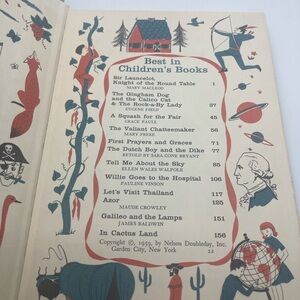 Best in
Children's Books
Sir Launcelot,
Knight of the Round Table 1
MARY MACLEOD
The Gingham Dog
and the Calico Cat
& The Rock-a-By Lady 37
EUGENE FIELD
A Squash for the Fair 45
GRACE PAULL
The Valiant Chatteemaker 56
MARY FRERE
First Prayers and Graces 71
The Dutch Boy and the Dike 77
RETOLD BY SARA CONE BRYANT
Tell Me about the Sky 85
ELLEN WALES WALPOLE
Willie Goes to the Hospital 106
PAULINE VINSON
Let's Visit Thailand 117
Azor 125
MAUDE CROWLEY
Galileo and the Lamps 151
JAMES BALDWIN
In Cactus Land 156
Copyright ©, 1959, by Nelson Doubleday, Inc.
Garden City, New York
22